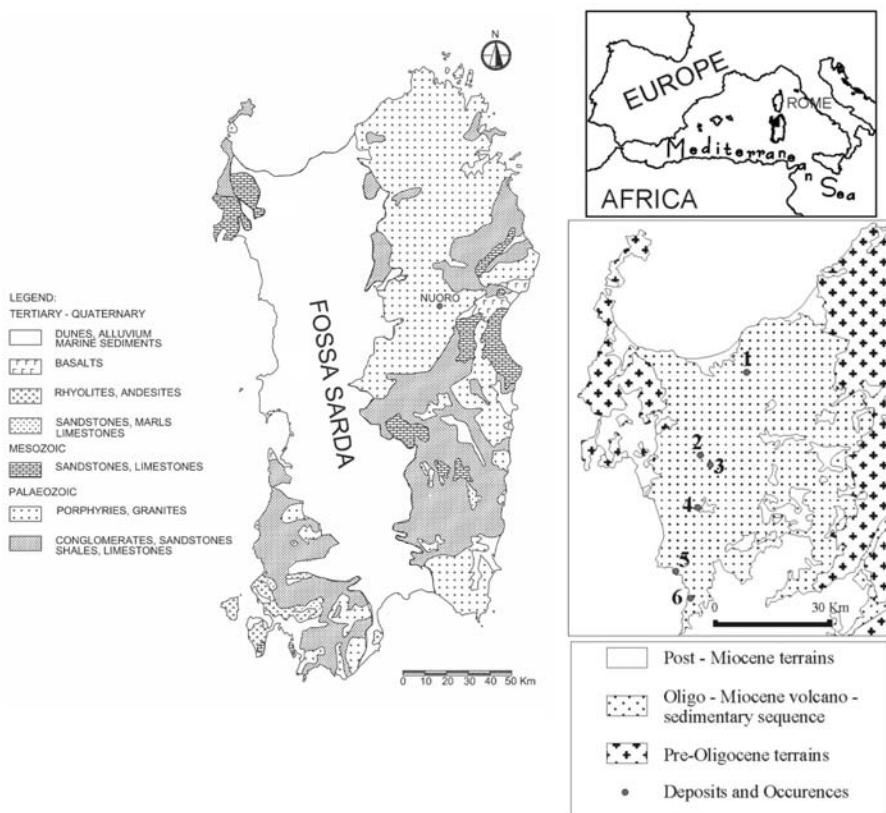 N
FOSSA SARDA
NUORO
LEGEND:
TERTIARY - QUATERNARY
DUNES, ALLUVIUM
MARINE SEDIMENTS
BASALTS
RHYOLITES, ANDESITES
SANDSTONES, MARLS
LIMESTONES
MESOZOIC
SANDSTONES, LIMESTONES
PALAEOZOIC
PORPHYRIES, GRANITES
CONGLOMERATES, SANDSTONES
SHALES, LIMESTONES
0 10 20 30 40 50 Km
EUROPE
ROME
Mediterranean Sea
AFRICA
1
2
3
4
5
6
0 30 Km
Post - Miocene terrains
Oligo - Miocene volcano -
sedimentary sequence
Pre-Oligocene terrains
Deposits and Occurences